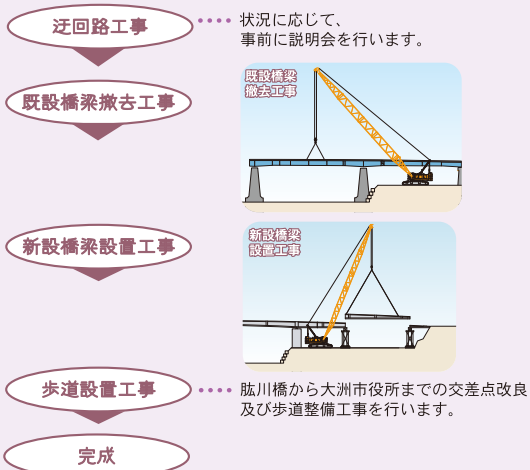 迂回路工事
状況に応じて、
事前に説明会を行います。
既設橋梁撤去工事
既設橋梁
撤去工事
新設橋梁設置工事
新設橋梁
設置工事
歩道設置工事
肱川橋から大洲市役所までの交差点改良
及び歩道整備工事を行います。
完成